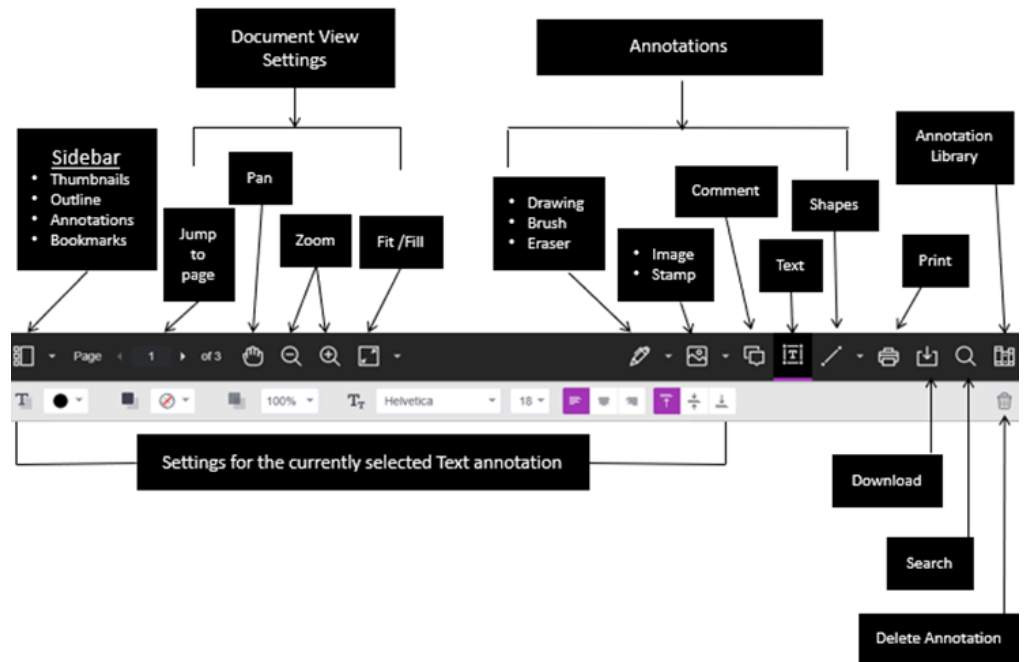 Document View
Settings
Annotations
Sidebar
• Thumbnails
• Outline
• Annotations
• Bookmarks
Jump
to
page
Pan
Zoom
Fit /Fill
• Drawing
• Brush
• Eraser
• Image
• Stamp
Comment
Text
Shapes
Print
Annotation
Library
Page 1 of 3
100% Helvetica 18
Settings for the currently selected Text annotation
Download
Search
Delete Annotation